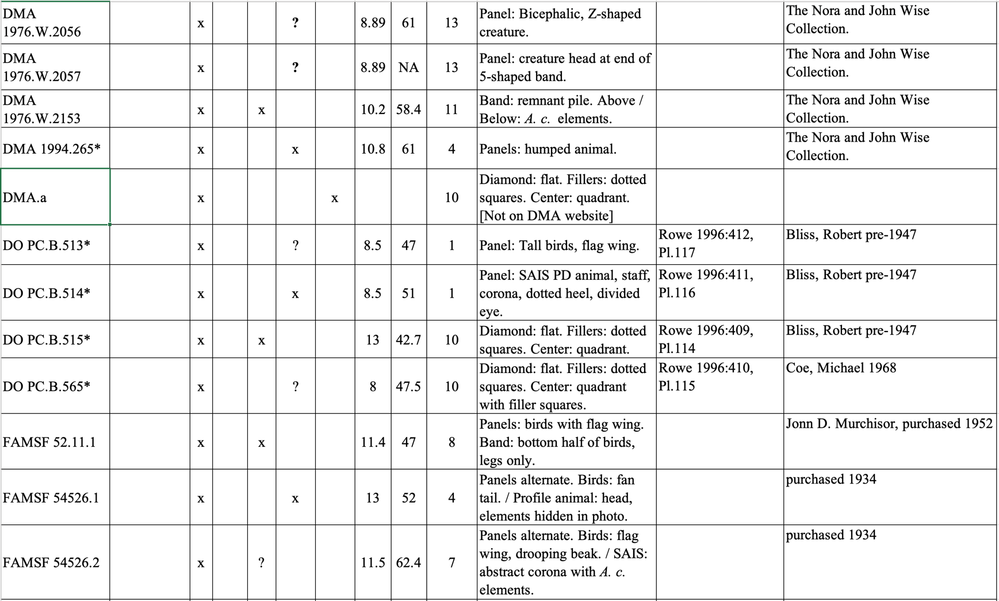 DMA
1976.W.2056 x ? 8.89 61 13 Panel: Bicephalic, Z-shaped
creature. The Nora and John Wise
Collection.
DMA
1976.W.2057 x ? 8.89 NA 13 Panel: creature head at end of
5-shaped band. The Nora and John Wise
Collection.
DMA
1976.W.2153 x x 10.2 58.4 11 Band: remnant pile. Above /
Below: A. c. elements. The Nora and John Wise
Collection.
DMA 1994.265* x x 10.8 61 4 Panels: humped animal. The Nora and John Wise
Collection.
DMA.a x x 10 Diamond: flat. Fillers: dotted
squares. Center: quadrant.
[Not on DMA website]
DO PC.B.513* x ? 8.5 47 1 Panel: Tall birds, flag wing. Rowe 1996:412,
Pl.117 Bliss, Robert pre-1947
DO PC.B.514* x x 8.5 51 1 Panel: SAIS PD animal, staff,
corona, dotted heel, divided
eye. Rowe 1996:411,
Pl.116 Bliss, Robert pre-1947
DO PC.B.515* x x 13 42.7 10 Diamond: flat. Fillers: dotted
squares. Center: quadrant. Rowe 1996:409,
Pl.114 Bliss, Robert pre-1947
DO PC.B.565* x ? 8 47.5 10 Diamond: flat. Fillers: dotted
squares. Center: quadrant
with filler squares. Rowe 1996:410,
Pl.115 Coe, Michael 1968
FAMSF 52.11.1 x x 11.4 47 8 Panels: birds with flag wing.
Band: bottom half of birds,
legs only. Jonn D. Murchisor, purchased 1952
FAMSF 54526.1 x x 13 52 4 Panels alternate. Birds: fan
tail. / Profile animal: head,
elements hidden in photo. purchased 1934
FAMSF 54526.2 x ? 11.5 62.4 7 Panels alternate. Birds: flag
wing, drooping beak. / SAIS:
abstract corona with A. c.
elements. purchased 1934